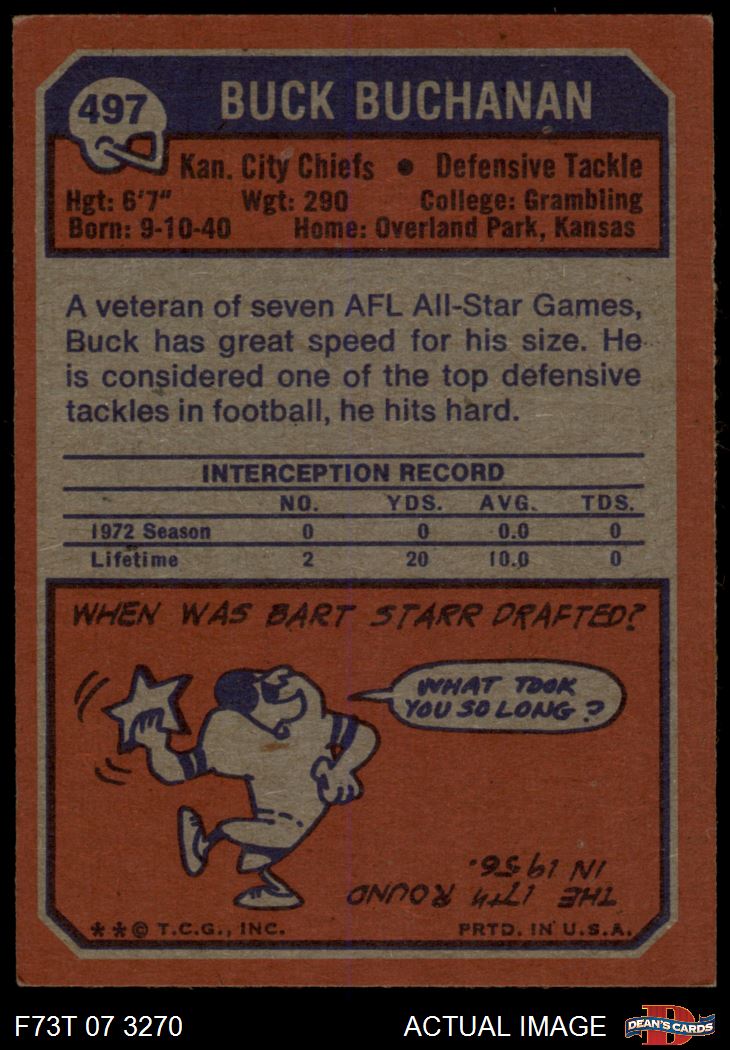 497
BUCK BUCHANAN
Kan. City Chiefs • Defensive Tackle
Hgt: 6'7" Wgt: 290 College: Grambling
Born: 9-10-40 Home: Overland Park, Kansas
A veteran of seven AFL All-Star Games,
Buck has great speed for his size. He
is considered one of the top defensive
tackles in football, he hits hard.
INTERCEPTION RECORD
NO. YDS. AVG. TDS.
1972 Season 0 0 0.0 0
Lifetime 2 20 10.0 0
WHEN WAS BART STARR DRAFTED?
WHAT TOOK
YOU SO LONG?
THE 17TH ROUND
IN 1956.
**© T.C.G., INC. PRTD. IN U.S.A.
F73T 07 3270 ACTUAL IMAGE
D
DEAN'S CARDS